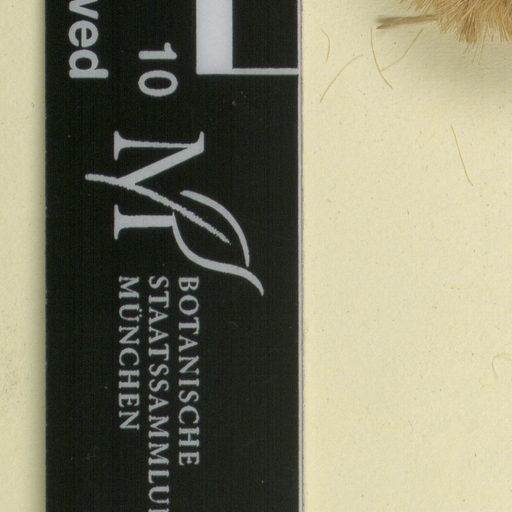 ved
10
M
BOTANISCHE
STAATSSAMMLU
MÜNCHEN